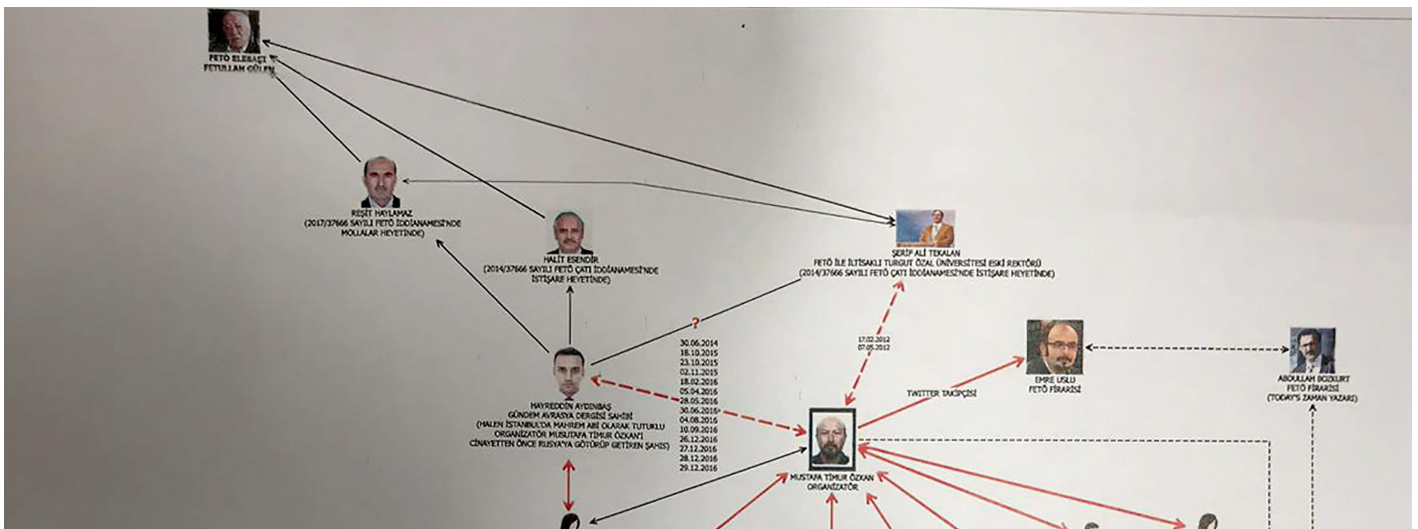 FETÖ ELEBAŞI
FETULLAH GÜLEN
REŞİT HAYLAMAZ
(2017/37666 SAYILI FETÖ İDDİANAMESİ'NDE
MOLLALAR HEYETİNDE)
HALİT ESENDİR
(2014/37666 SAYILI FETÖ ÇATI İDDİANAMESİ'NDE
İSTİŞARE HEYETİNDE)
ŞERİF ALİ TEKALAN
FETÖ İLE İLTİSAKLI TURGUT ÖZAL ÜNİVERSİTESİ ESKİ REKTÖRÜ
(2014/37666 SAYILI FETÖ ÇATI İDDİANAMESİ'NDE İSTİŞARE HEYETİNDE)
?
30.06.2014
18.10.2015
23.10.2015
02.11.2015
18.02.2016
05.04.2016
28.05.2016
30.06.2016
04.08.2016
10.09.2016
26.12.2016
27.12.2016
28.12.2016
29.12.2016
17.02.2012
07.05.2012
EMRE USLU
FETÖ FİRARİSİ
ABDULLAH BOZKURT
FETÖ FİRARİSİ
(TODAY'S ZAMAN YAZARI)
TWITTER TAKİPÇİSİ
HAYREDDİN AYDINBAŞ
GÜNDEM AVRASYA DERGİSİ SAHİBİ
(HALEN İSTANBUL'DA MAHREM ABİ OLARAK TUTUKLU
ORGANİZATÖR MUSUTAFA TİMUR ÖZKAN'I
CİNAYETTEN ÖNCE RUSYA'YA GÖTÜRÜP GETİREN ŞAHIS)
MUSTAFA TİMUR ÖZKAN
ORGANİZATÖR